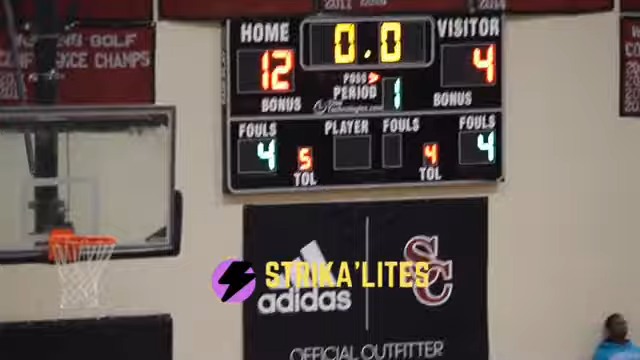 HOME 0.0 VISITOR
12 4
POSS
PERIOD 1
BONUS BONUS
FOULS PLAYER FOULS FOULS
4 5 4 4
TOL TOL
GOLF
CHAMPS
STRIKA'LITES
adidas
SC
OFFICIAL OUTFITTER